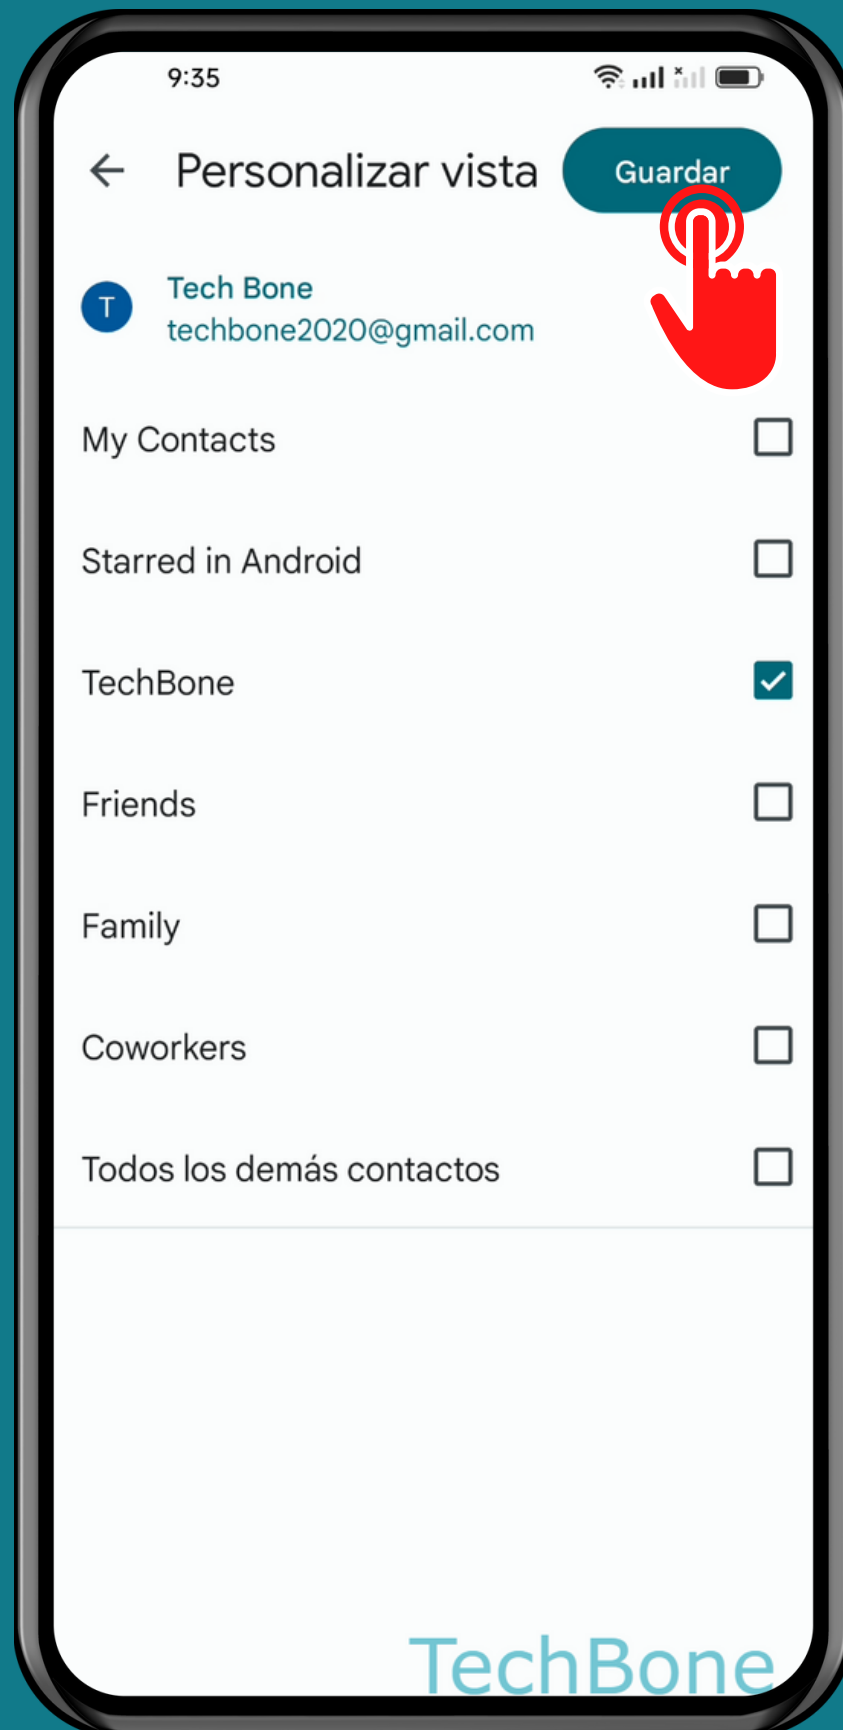 9:35
Personalizar vista
Guardar
T
Tech Bone
techbone2020@gmail.com
My Contacts
Starred in Android
TechBone
Friends
Family
Coworkers
Todos los demás contactos
TechBone